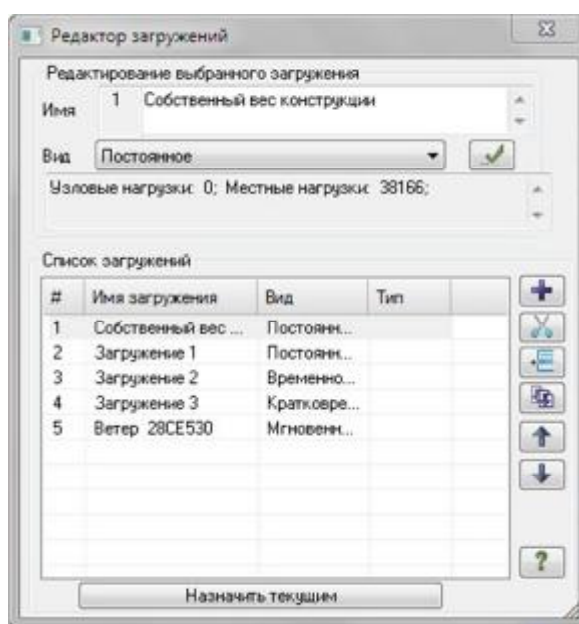 Редактор загружений
Редактирование выбранного загружения
Имя 1 Собственный вес конструкции
Вид Постоянное
Узловые нагрузки: 0; Местные нагрузки: 38166;
Список загружений
# Имя загружения Вид Тип
1 Собственный вес ... Постоянн...
2 Загружение 1 Постоянн...
3 Загружение 2 Временно...
4 Загружение 3 Кратковре...
5 Ветер 28CE530 Мгновенн...
Назначить текущим